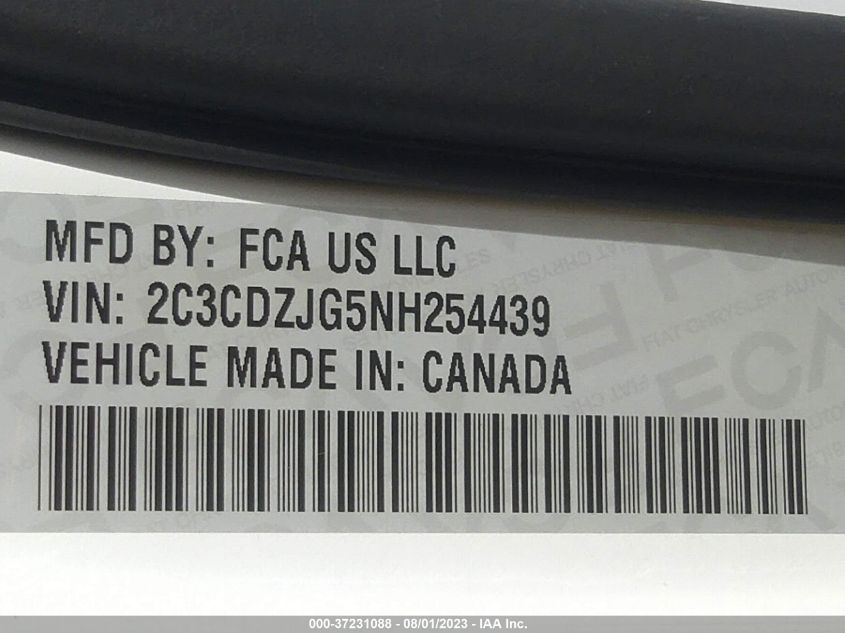 MFD BY: FCA US LLC
VIN: 2C3CDZJG5NH254439
VEHICLE MADE IN: CANADA
000-37231088 - 08/01/2023 - IAA Inc.